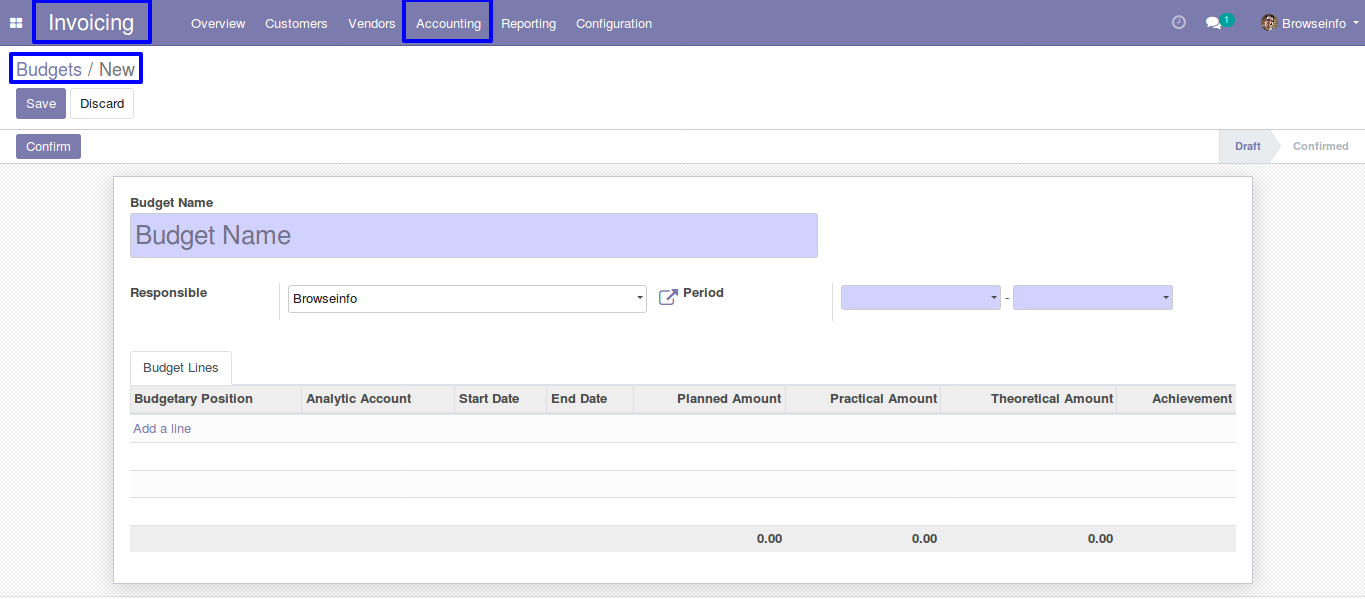 Invoicing Overview Customers Vendors Accounting Reporting Configuration 1 Browseinfo
Budgets / New
Save Discard
Confirm Draft Confirmed
Budget Name
Budget Name
Responsible Browseinfo Period -
Budget Lines
Budgetary Position Analytic Account Start Date End Date Planned Amount Practical Amount Theoretical Amount Achievement
Add a line
0.00 0.00 0.00